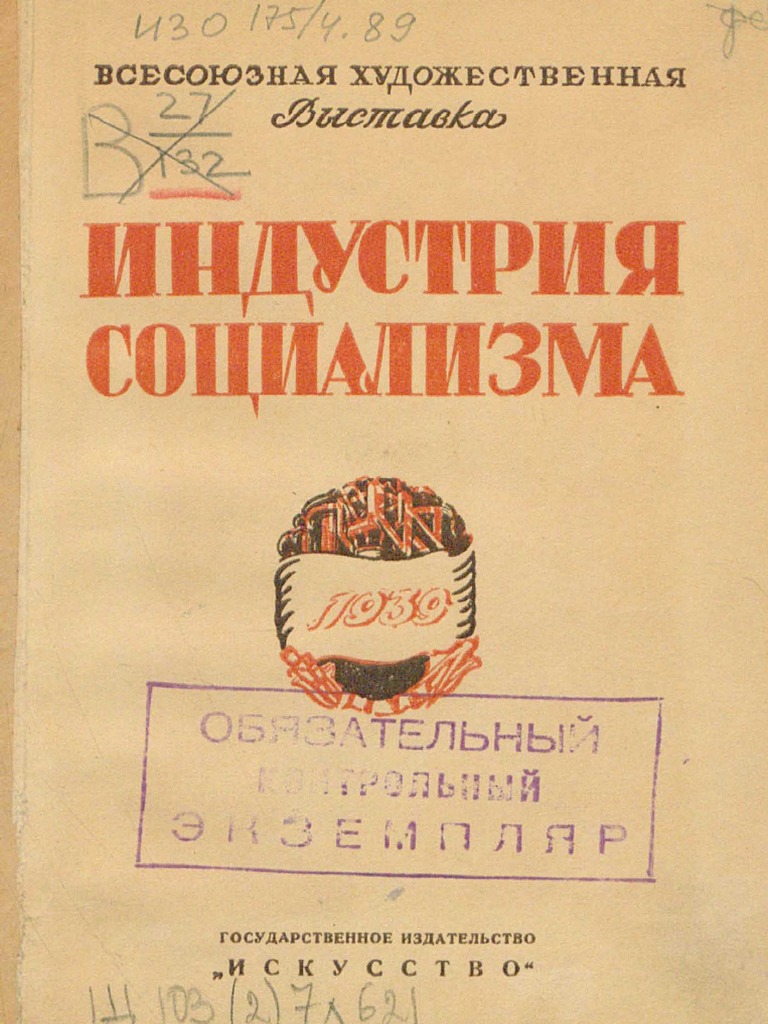 ИЗО 175/4.89
ВСЕСОЮЗНАЯ ХУДОЖЕСТВЕННАЯ
Выставка
В 27
132
ИНДУСТРИЯ
СОЦИАЛИЗМА
1939
ОБЯЗАТЕЛЬНЫЙ
КОНТРОЛЬНЫЙ
ЭКЗЕМПЛЯР
ГОСУДАРСТВЕННОЕ ИЗДАТЕЛЬСТВО
„ИСКУССТВО“
Щ 103(2)7